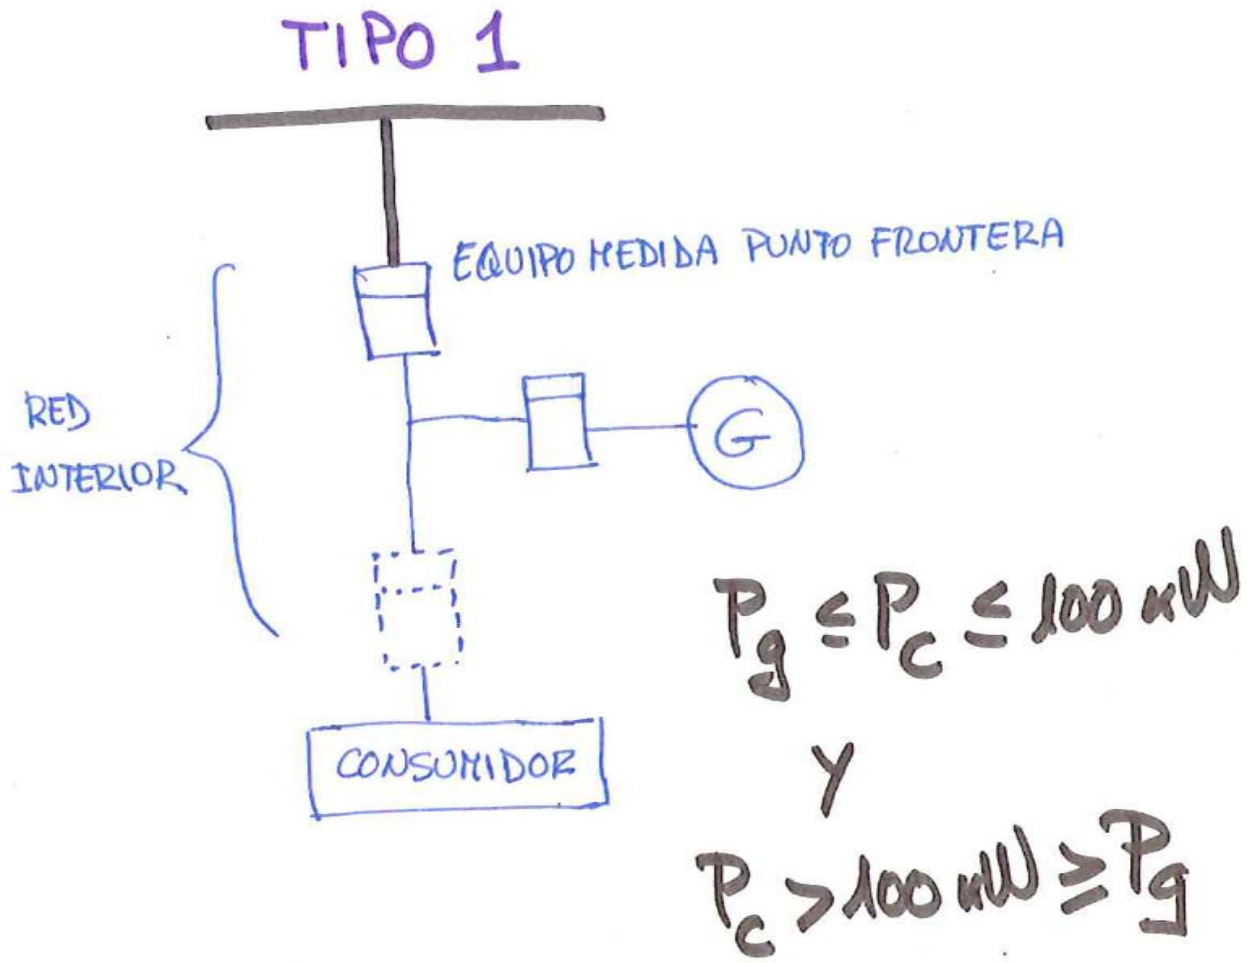 TIPO 1
EQUIPO MEDIDA PUNTO FRONTERA
RED
INTERIOR
G
CONSUMIDOR
Pg ≤ Pc ≤ 100 kW
Y
Pc > 100 kW ≥ Pg